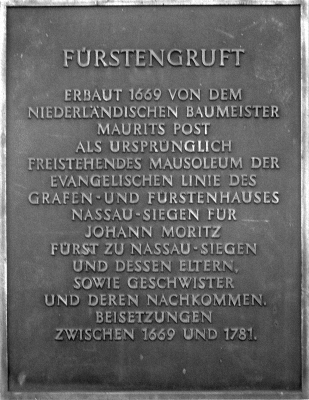 FÜRSTENGRUFT
ERBAUT 1669 VON DEM
NIEDERLÄNDISCHEN BAUMEISTER
MAURITS POST
ALS URSPRÜNGLICH
FREISTEHENDES MAUSOLEUM DER
EVANGELISCHEN LINIE DES
GRAFEN- UND FÜRSTENHAUSES
NASSAU-SIEGEN FÜR
JOHANN MORITZ
FÜRST ZU NASSAU-SIEGEN
UND DESSEN ELTERN,
SOWIE GESCHWISTER
UND DEREN NACHKOMMEN.
BEISETZUNGEN
ZWISCHEN 1669 UND 1781.